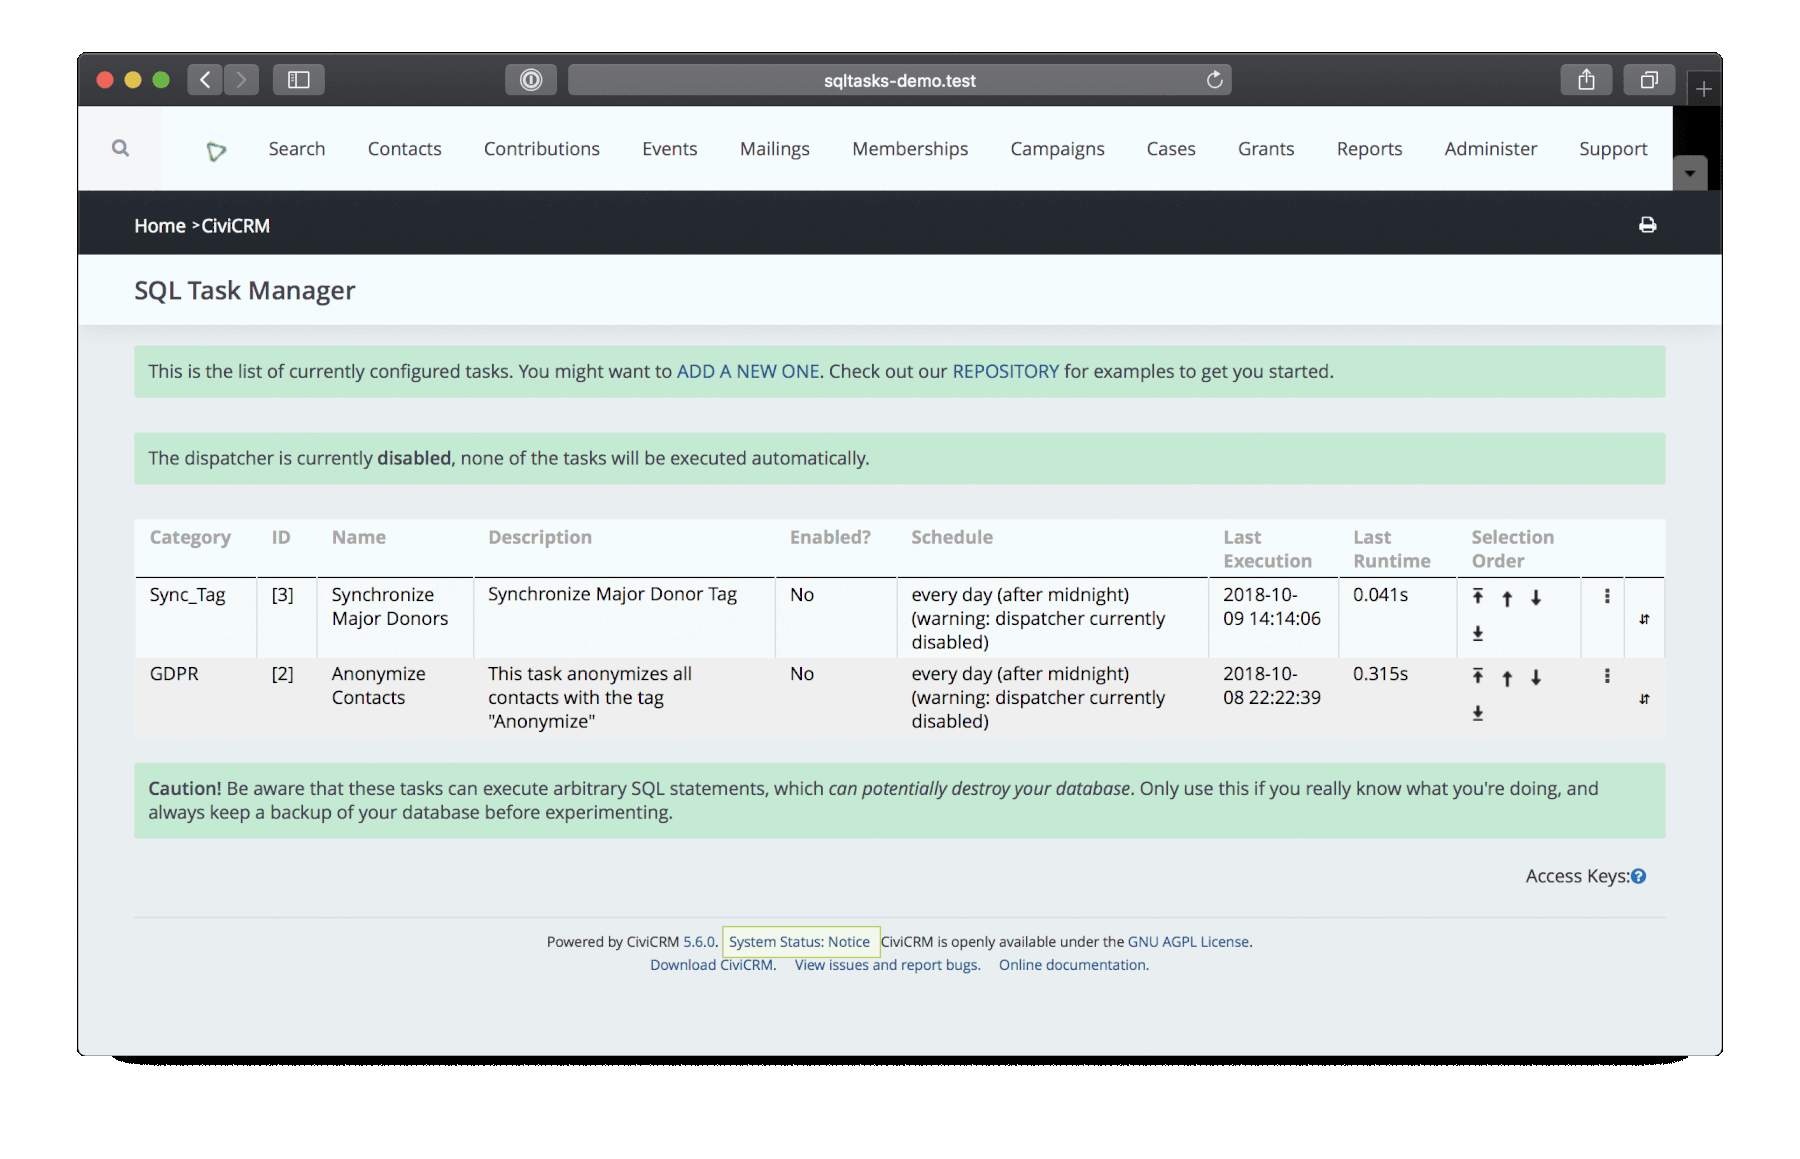 sqltasks-demo.test
Search Contacts Contributions Events Mailings Memberships Campaigns Cases Grants Reports Administer Support
Home >CiviCRM
SQL Task Manager
This is the list of currently configured tasks. You might want to ADD A NEW ONE. Check out our REPOSITORY for examples to get you started.
The dispatcher is currently disabled, none of the tasks will be executed automatically.
Category ID Name Description Enabled? Schedule Last Execution Last Runtime Selection Order
Sync_Tag [3] Synchronize Major Donors Synchronize Major Donor Tag No every day (after midnight) (warning: dispatcher currently disabled) 2018-10-09 14:14:06 0.041s
GDPR [2] Anonymize Contacts This task anonymizes all contacts with the tag "Anonymize" No every day (after midnight) (warning: dispatcher currently disabled) 2018-10-08 22:22:39 0.315s
Caution! Be aware that these tasks can execute arbitrary SQL statements, which can potentially destroy your database. Only use this if you really know what you're doing, and
always keep a backup of your database before experimenting.
Access Keys:?
Powered by CiviCRM 5.6.0. System Status: Notice CiviCRM is openly available under the GNU AGPL License.
Download CiviCRM. View issues and report bugs. Online documentation.